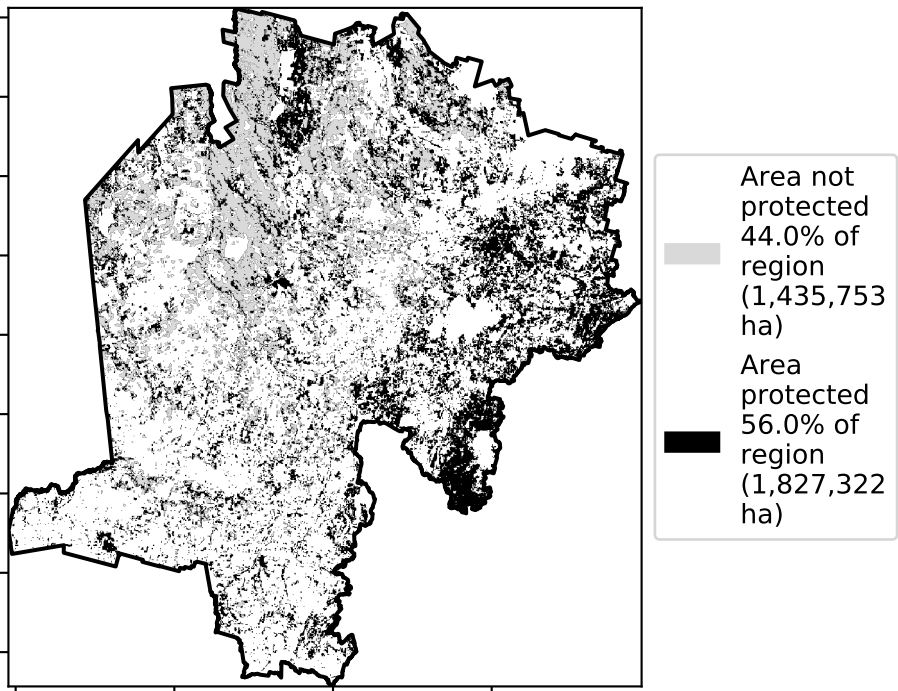 Area not
protected
44.0% of
region
(1,435,753
ha)
Area
protected
56.0% of
region
(1,827,322
ha)